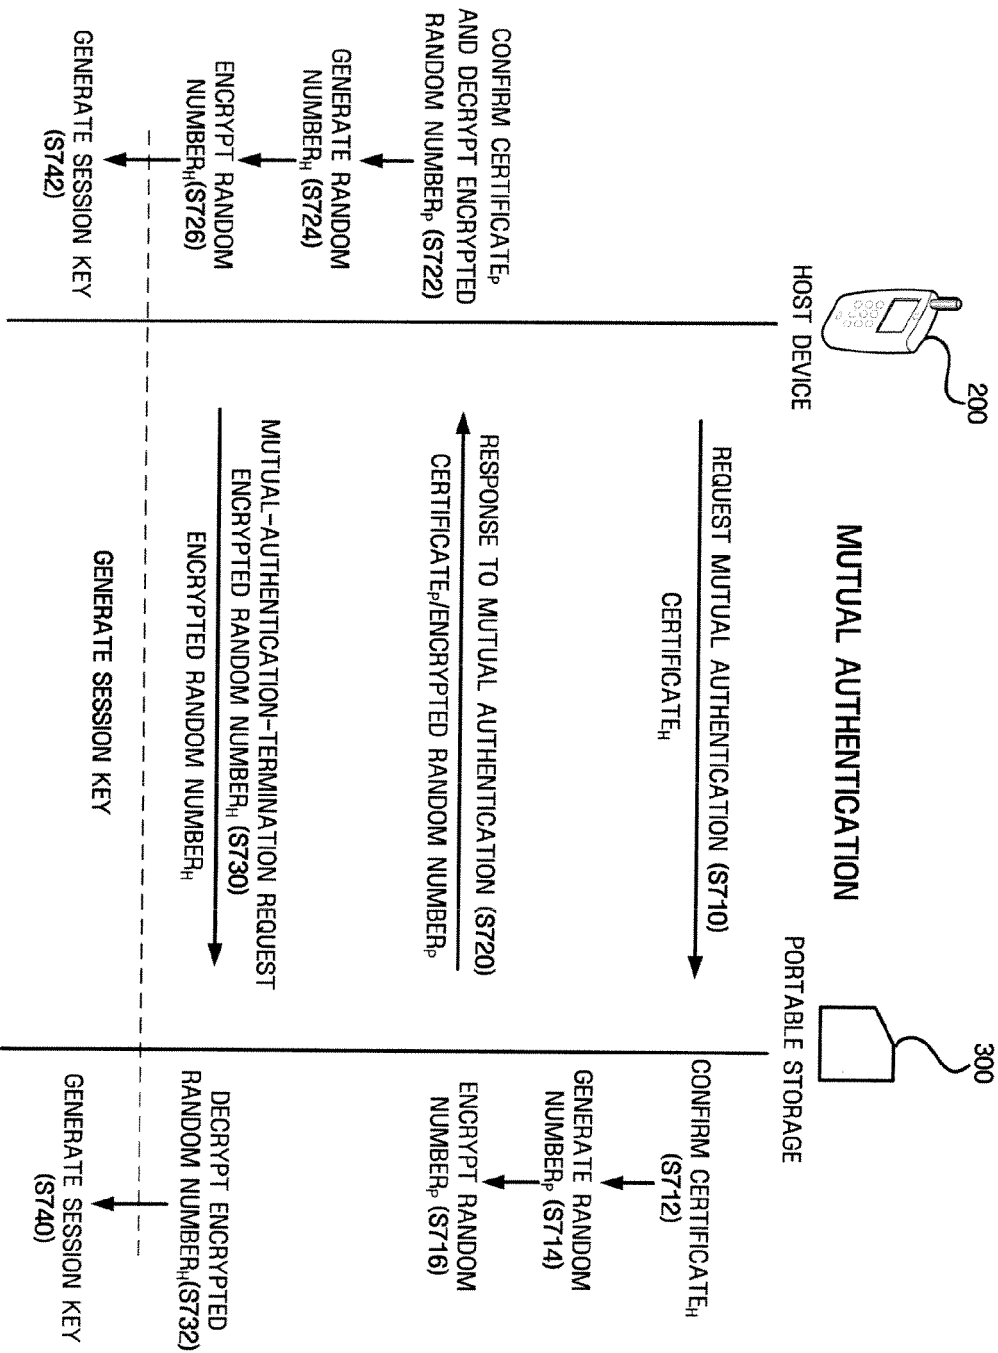 MUTUAL AUTHENTICATION
200
300
HOST DEVICE
PORTABLE STORAGE
REQUEST MUTUAL AUTHENTICATION (S710)
CERTIFICATEH
CONFIRM CERTIFICATEH
(S712)
GENERATE RANDOM
NUMBERP (S714)
ENCRYPT RANDOM
NUMBERP (S716)
RESPONSE TO MUTUAL AUTHENTICATION (S720)
CERTIFICATEP/ENCRYPTED RANDOM NUMBERP
CONFIRM CERTIFICATEP
AND DECRYPT ENCRYPTED
RANDOM NUMBERP (S722)
GENERATE RANDOM
NUMBERH (S724)
ENCRYPT RANDOM
NUMBERH(S726)
MUTUAL-AUTHENTICATION-TERMINATION REQUEST
ENCRYPTED RANDOM NUMBERH (S730)
ENCRYPTED RANDOM NUMBERH
DECRYPT ENCRYPTED
RANDOM NUMBERH(S732)
GENERATE SESSION KEY
(S742)
GENERATE SESSION KEY
GENERATE SESSION KEY
(S740)